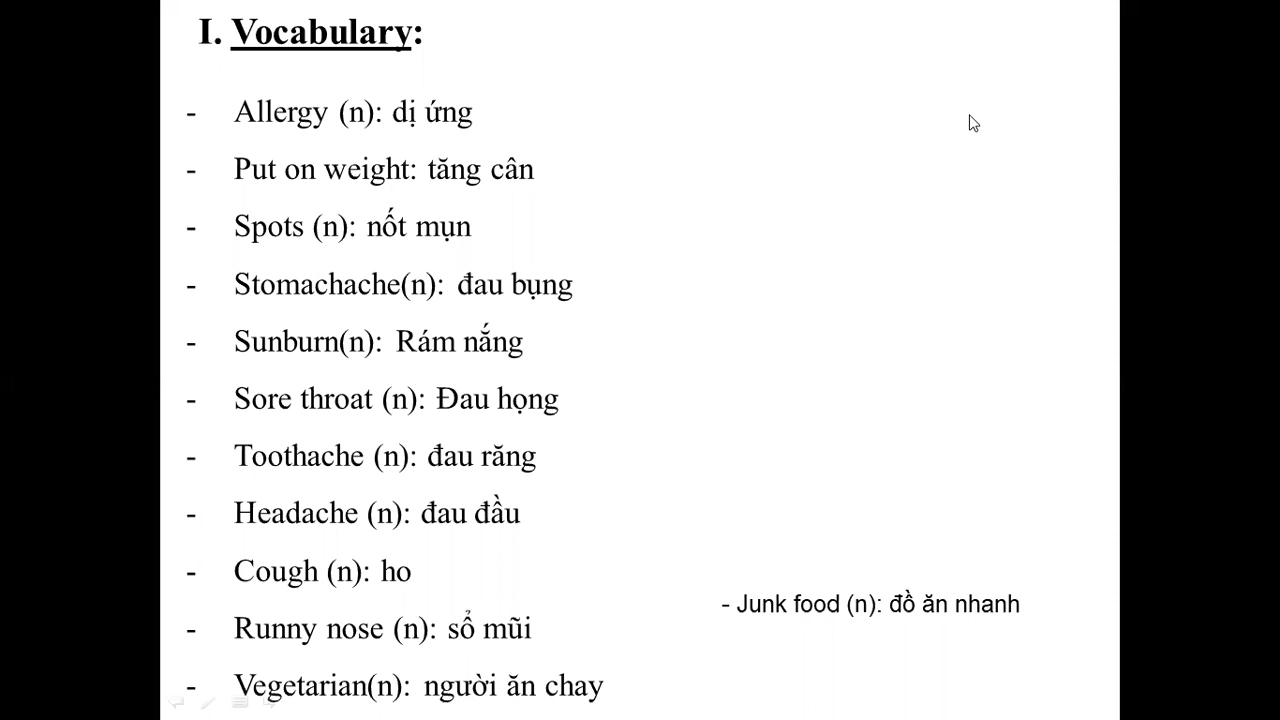 I. Vocabulary:
- Allergy (n): dị ứng
- Put on weight: tăng cân
- Spots (n): nốt mụn
- Stomachache(n): đau bụng
- Sunburn(n): Rám nắng
- Sore throat (n): Đau họng
- Toothache (n): đau răng
- Headache (n): đau đầu
- Cough (n): ho
- Junk food (n): đồ ăn nhanh
- Runny nose (n): sổ mũi
- Vegetarian(n): người ăn chay